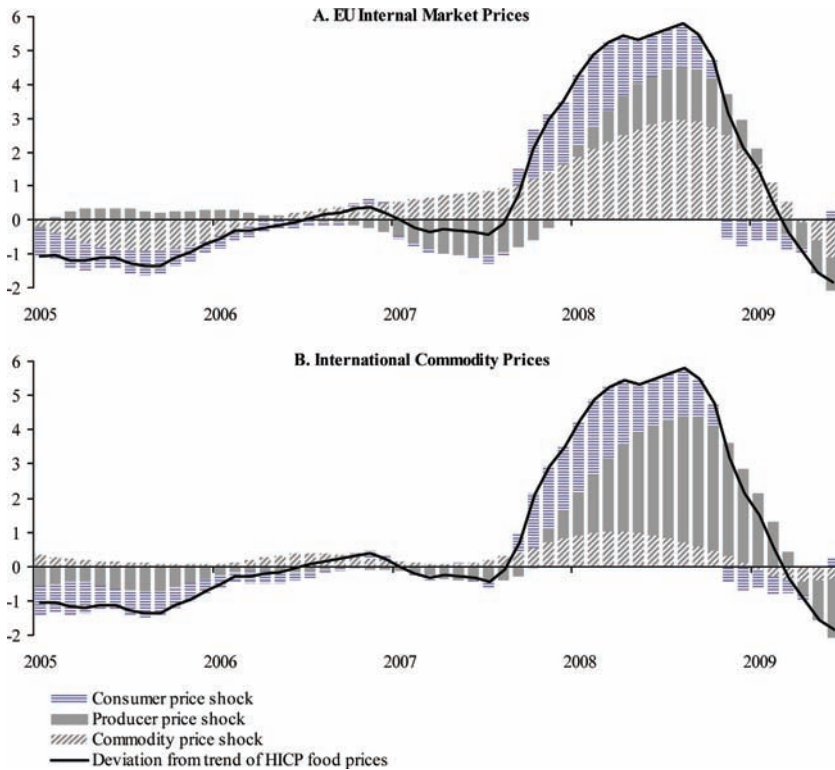 A. EU Internal Market Prices
6
5
4
3
2
1
0
-1
-2
2005 2006 2007 2008 2009
B. International Commodity Prices
6
5
4
3
2
1
0
-1
-2
2005 2006 2007 2008 2009
Consumer price shock
Producer price shock
Commodity price shock
Deviation from trend of HICP food prices